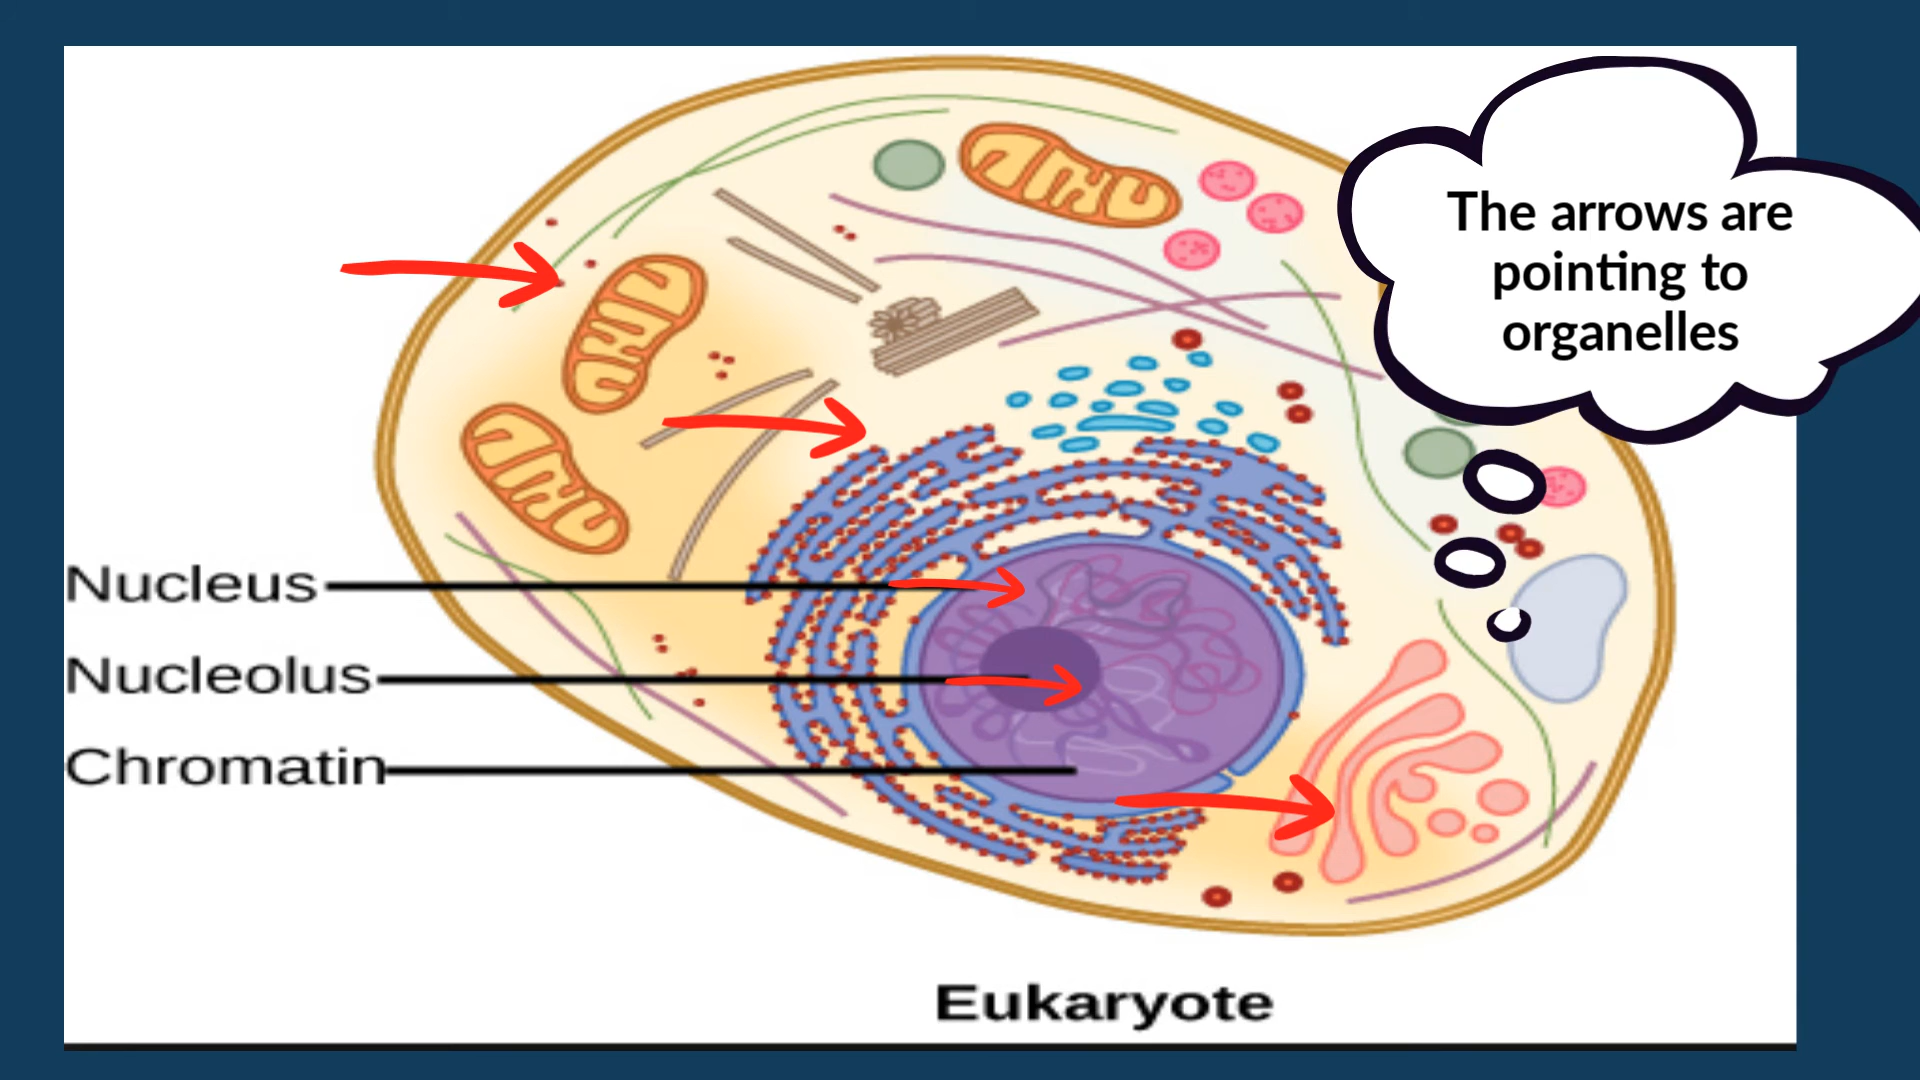 The arrows are
pointing to
organelles
Nucleus
Nucleolus
Chromatin
Eukaryote